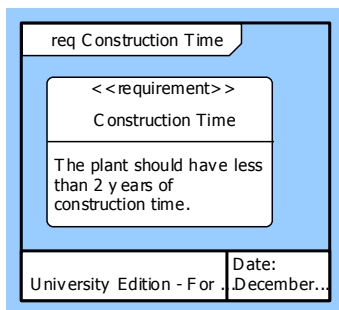 req Construction Time
<<requirement>>
Construction Time
The plant should have less
than 2 years of
construction time.
Date:
University Edition - For ...
December...